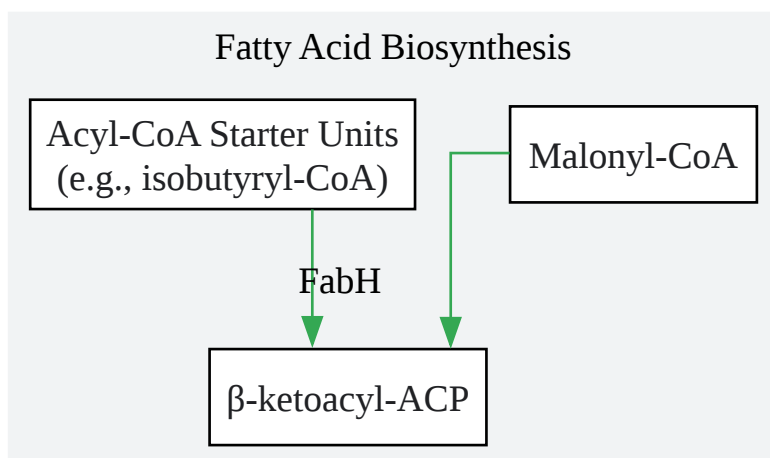 Fatty Acid Biosynthesis
Acyl-CoA Starter Units
(e.g., isobutyryl-CoA)
Malonyl-CoA
FabH
β-ketoacyl-ACP